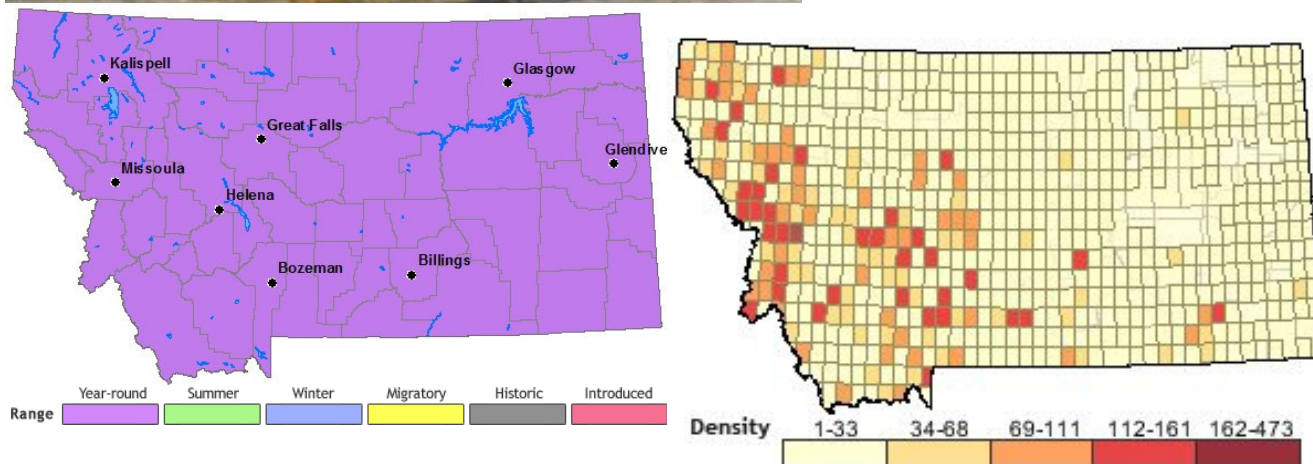 Kalispell
Glasgow
Great Falls
Glendive
Missoula
Helena
Bozeman
Billings
Year-round Summer Winter Migratory Historic Introduced
Range
Density 1-33 34-68 69-111 112-161 162-473